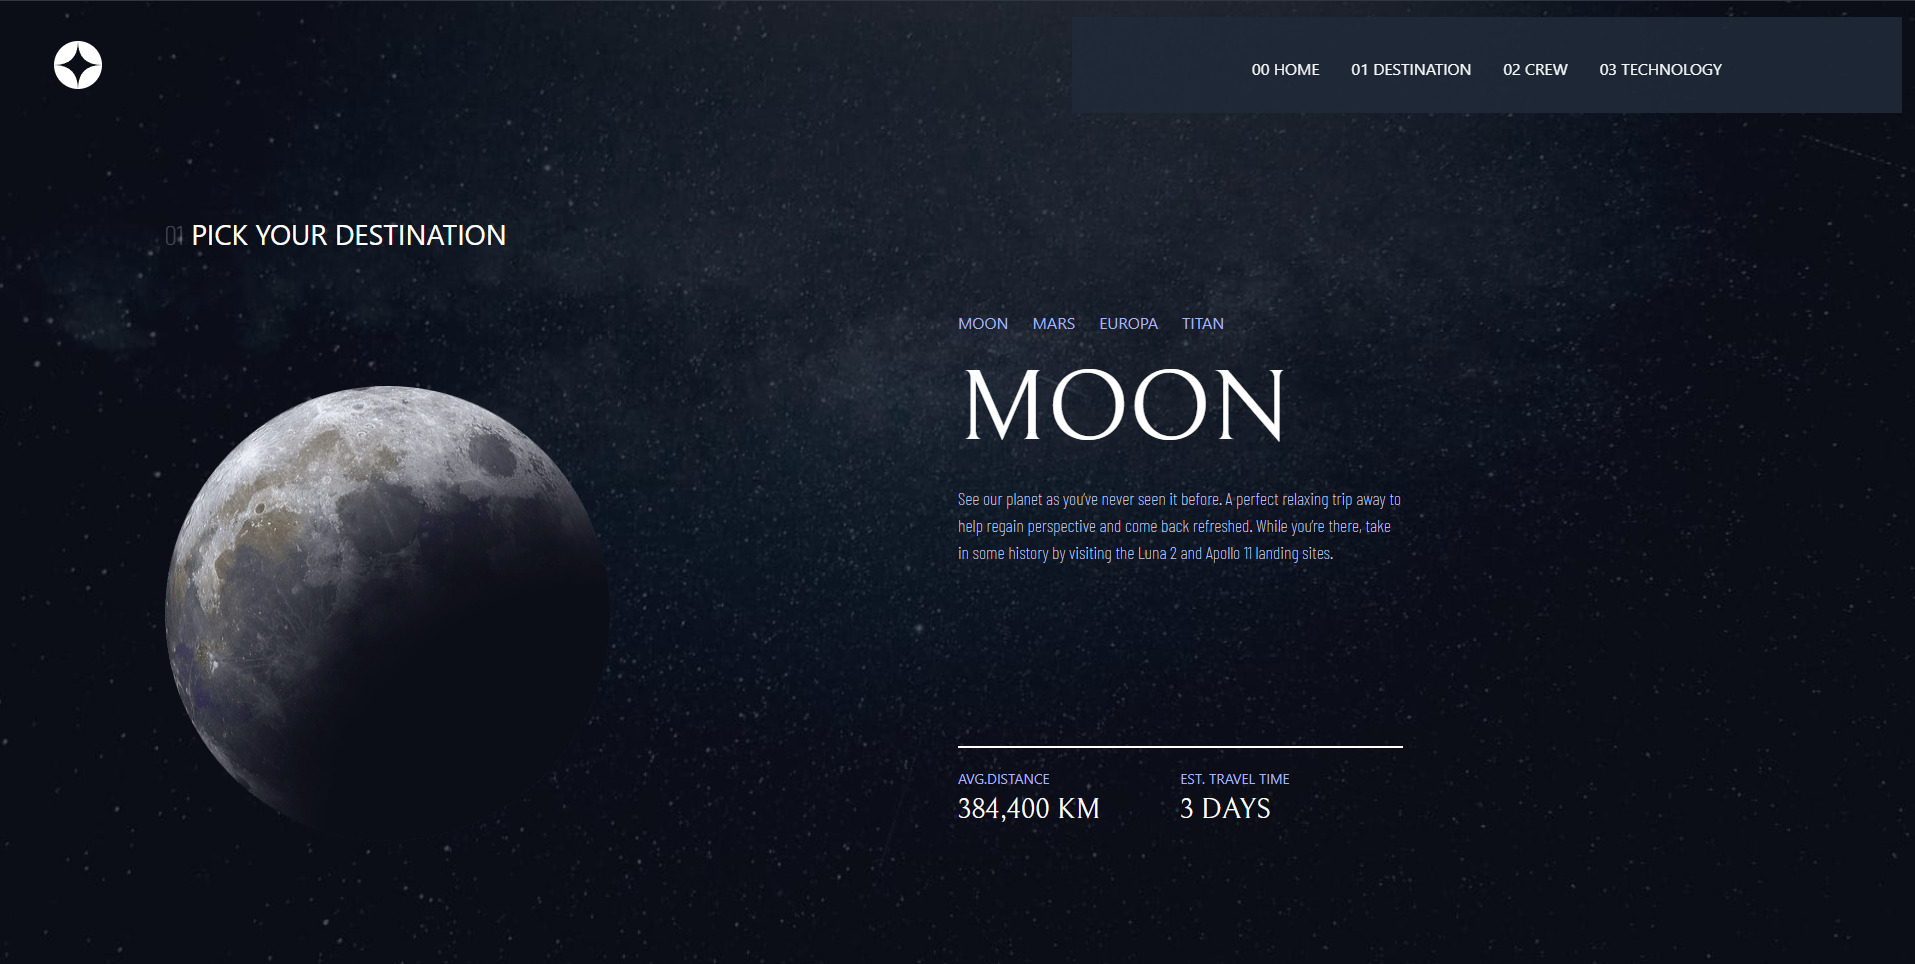 00 HOME 01 DESTINATION 02 CREW 03 TECHNOLOGY
01 PICK YOUR DESTINATION
MOON MARS EUROPA TITAN
MOON
See our planet as you’ve never seen it before. A perfect relaxing trip away to
help regain perspective and come back refreshed. While you’re there, take
in some history by visiting the Luna 2 and Apollo 11 landing sites.
AVG.DISTANCE EST. TRAVEL TIME
384,400 KM 3 DAYS